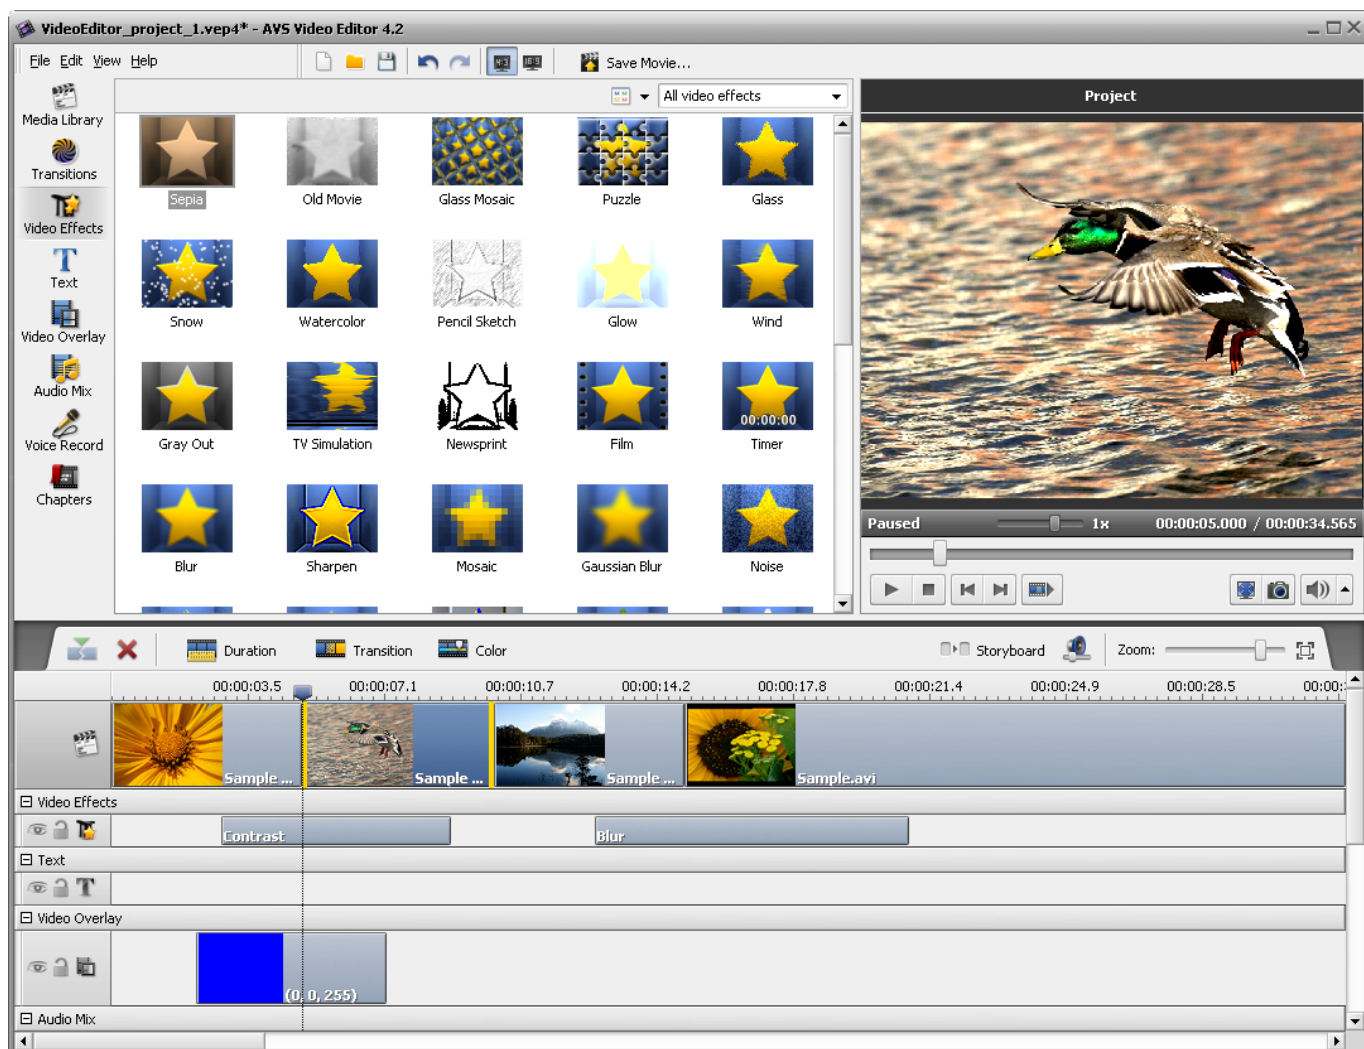 VideoEditor_project_1.vep4* - AVS Video Editor 4.2
File Edit View Help
4:3 16:9 Save Movie...
Media Library
Transitions
Video Effects
Text
Video Overlay
Audio Mix
Voice Record
Chapters
All video effects
Sepia Old Movie Glass Mosaic Puzzle Glass
Snow Watercolor Pencil Sketch Glow Wind
00:00:00
Gray Out TV Simulation Newsprint Film Timer
Blur Sharpen Mosaic Gaussian Blur Noise
Project
Paused 1x 00:00:05.000 / 00:00:34.565
Duration Transition Color Storyboard Zoom:
00:00:03.5 00:00:07.1 00:00:10.7 00:00:14.2 00:00:17.8 00:00:21.4 00:00:24.9 00:00:28.5 00:00:
Sample ... Sample ... Sample ... Sample.avi
Video Effects
Contrast Blur
Text
T
Video Overlay
(0, 0, 255)
Audio Mix